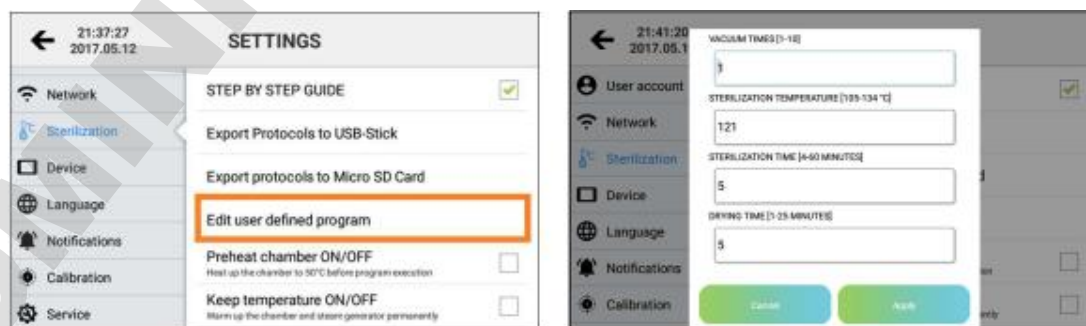 21:37:27
2017.05.12
SETTINGS
Network
Sterilization
Device
Language
Notifications
Calibration
Service
STEP BY STEP GUIDE
Export Protocols to USB-Stick
Export protocols to Micro SD Card
Edit user defined program
Preheat chamber ON/OFF
Heat up the chamber to 50°C before program execution
Keep temperature ON/OFF
Warm up the chamber and steam generator permanently
21:41:20
2017.05.1
User account
Network
Sterilization
Device
Language
Notifications
Calibration
VACUUM TIMES [1-10]
1
STERILIZATION TEMPERATURE [105-134 °C]
121
STERILIZATION TIME [4-60 MINUTES]
5
DRYING TIME [1-25 MINUTES]
5
Cancel
Apply